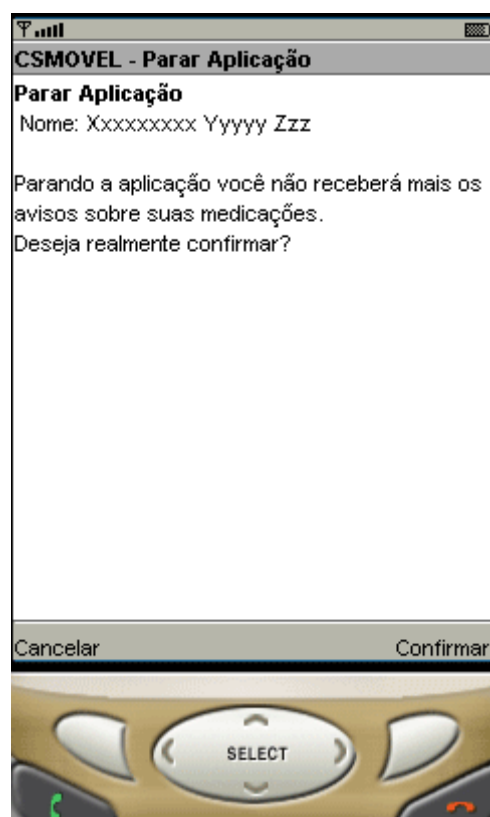 CSMOVEL - Parar Aplicação
Parar Aplicação
Nome: Xxxxxxxxx Yyyyy Zzz
Parando a aplicação você não receberá mais os
avisos sobre suas medicações.
Deseja realmente confirmar?
Cancelar Confirmar
SELECT